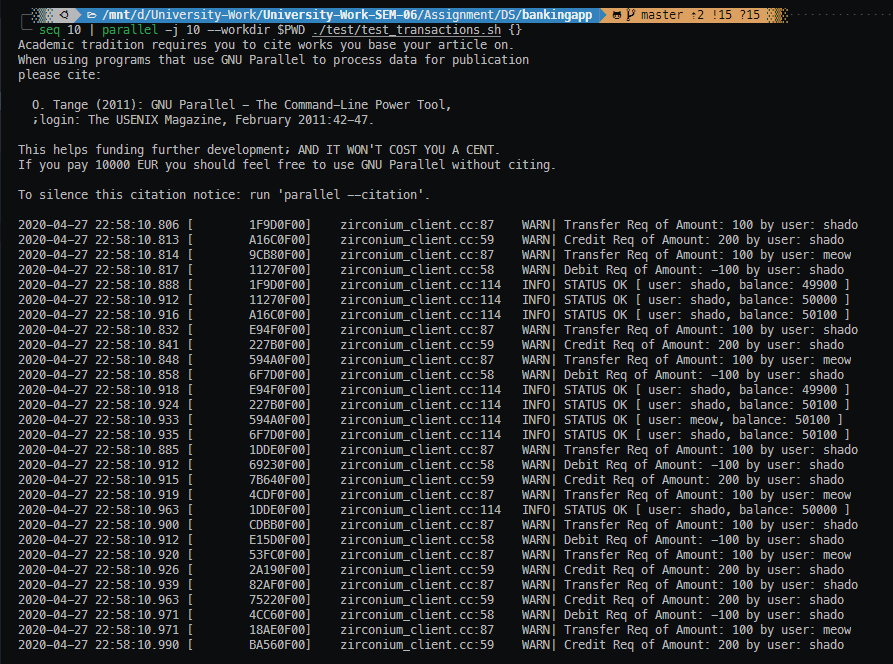 /mnt/d/University-Work/University-Work-SEM-06/Assignment/DS/bankingapp master ⇡2 !15 ?15
seq 10 | parallel -j 10 --workdir $PWD ./test/test_transactions.sh {}
Academic tradition requires you to cite works you base your article on.
When using programs that use GNU Parallel to process data for publication
please cite:
O. Tange (2011): GNU Parallel - The Command-Line Power Tool,
;login: The USENIX Magazine, February 2011:42-47.
This helps funding further development; AND IT WON'T COST YOU A CENT.
If you pay 10000 EUR you should feel free to use GNU Parallel without citing.
To silence this citation notice: run 'parallel --citation'.
2020-04-27 22:58:10.806 [ 1F9D0F00] zirconium_client.cc:87 WARN| Transfer Req of Amount: 100 by user: shado
2020-04-27 22:58:10.813 [ A16C0F00] zirconium_client.cc:59 WARN| Credit Req of Amount: 200 by user: shado
2020-04-27 22:58:10.814 [ 9CB80F00] zirconium_client.cc:87 WARN| Transfer Req of Amount: 100 by user: meow
2020-04-27 22:58:10.817 [ 11270F00] zirconium_client.cc:58 WARN| Debit Req of Amount: -100 by user: shado
2020-04-27 22:58:10.888 [ 1F9D0F00] zirconium_client.cc:114 INFO| STATUS OK [ user: shado, balance: 49900 ]
2020-04-27 22:58:10.912 [ 11270F00] zirconium_client.cc:114 INFO| STATUS OK [ user: shado, balance: 50000 ]
2020-04-27 22:58:10.916 [ A16C0F00] zirconium_client.cc:114 INFO| STATUS OK [ user: shado, balance: 50100 ]
2020-04-27 22:58:10.832 [ E94F0F00] zirconium_client.cc:87 WARN| Transfer Req of Amount: 100 by user: shado
2020-04-27 22:58:10.841 [ 227B0F00] zirconium_client.cc:59 WARN| Credit Req of Amount: 200 by user: shado
2020-04-27 22:58:10.848 [ 594A0F00] zirconium_client.cc:87 WARN| Transfer Req of Amount: 100 by user: meow
2020-04-27 22:58:10.858 [ 6F7D0F00] zirconium_client.cc:58 WARN| Debit Req of Amount: -100 by user: shado
2020-04-27 22:58:10.918 [ E94F0F00] zirconium_client.cc:114 INFO| STATUS OK [ user: shado, balance: 49900 ]
2020-04-27 22:58:10.924 [ 227B0F00] zirconium_client.cc:114 INFO| STATUS OK [ user: shado, balance: 50100 ]
2020-04-27 22:58:10.933 [ 594A0F00] zirconium_client.cc:114 INFO| STATUS OK [ user: meow, balance: 50100 ]
2020-04-27 22:58:10.935 [ 6F7D0F00] zirconium_client.cc:114 INFO| STATUS OK [ user: shado, balance: 50100 ]
2020-04-27 22:58:10.885 [ 1DDE0F00] zirconium_client.cc:87 WARN| Transfer Req of Amount: 100 by user: shado
2020-04-27 22:58:10.912 [ 69230F00] zirconium_client.cc:58 WARN| Debit Req of Amount: -100 by user: shado
2020-04-27 22:58:10.915 [ 7B640F00] zirconium_client.cc:59 WARN| Credit Req of Amount: 200 by user: shado
2020-04-27 22:58:10.919 [ 4CDF0F00] zirconium_client.cc:87 WARN| Transfer Req of Amount: 100 by user: meow
2020-04-27 22:58:10.963 [ 1DDE0F00] zirconium_client.cc:114 INFO| STATUS OK [ user: shado, balance: 50000 ]
2020-04-27 22:58:10.900 [ CDBB0F00] zirconium_client.cc:87 WARN| Transfer Req of Amount: 100 by user: shado
2020-04-27 22:58:10.912 [ E15D0F00] zirconium_client.cc:58 WARN| Debit Req of Amount: -100 by user: shado
2020-04-27 22:58:10.920 [ 53FC0F00] zirconium_client.cc:87 WARN| Transfer Req of Amount: 100 by user: meow
2020-04-27 22:58:10.926 [ 2A190F00] zirconium_client.cc:59 WARN| Credit Req of Amount: 200 by user: shado
2020-04-27 22:58:10.939 [ 82AF0F00] zirconium_client.cc:87 WARN| Transfer Req of Amount: 100 by user: shado
2020-04-27 22:58:10.963 [ 75220F00] zirconium_client.cc:59 WARN| Credit Req of Amount: 200 by user: shado
2020-04-27 22:58:10.971 [ 4CC60F00] zirconium_client.cc:58 WARN| Debit Req of Amount: -100 by user: shado
2020-04-27 22:58:10.971 [ 18AE0F00] zirconium_client.cc:87 WARN| Transfer Req of Amount: 100 by user: meow
2020-04-27 22:58:10.990 [ BA560F00] zirconium_client.cc:59 WARN| Credit Req of Amount: 200 by user: shado